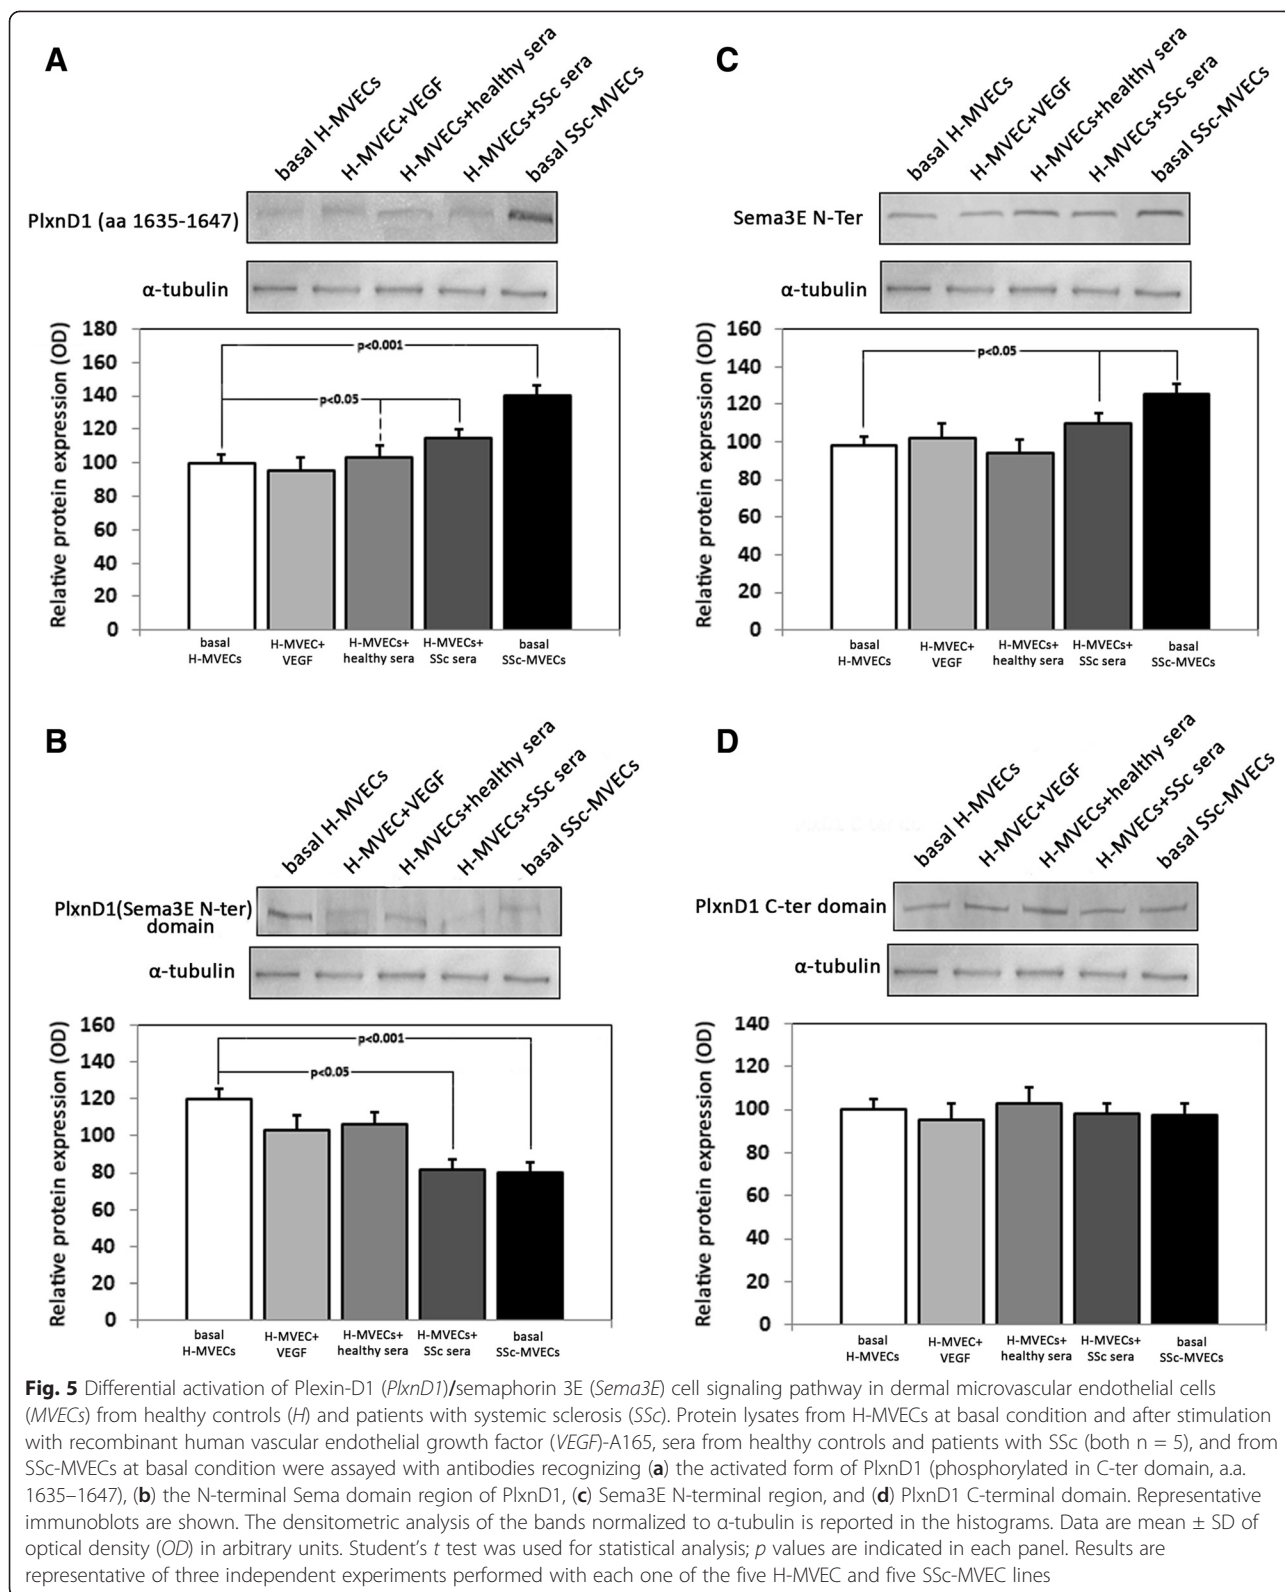 A
basal H-MVECs
H-MVEC+VEGF
H-MVECs+healthy sera
H-MVECs+SSc sera
basal SSc-MVECs
PlxnD1 (aa 1635-1647)
α-tubulin
Relative protein expression (OD)
180
160
140
120
100
80
60
40
20
0
p<0.001
p<0.05
basal
H-MVECs
H-MVEC+
VEGF
H-MVECs+
healthy sera
H-MVECs+
SSc sera
basal
SSc-MVECs
C
basal H-MVECs
H-MVEC+VEGF
H-MVECs+healthy sera
H-MVECs+SSc sera
basal SSc-MVECs
Sema3E N-Ter
α-tubulin
Relative protein expression (OD)
160
140
120
100
80
60
40
20
0
p<0.05
basal
H-MVECs
H-MVEC+
VEGF
H-MVECs+
healthy sera
H-MVECs+
SSc sera
basal
SSc-MVECs
B
basal H-MVECs
H-MVEC+VEGF
H-MVECs+healthy sera
H-MVECs+SSc sera
basal SSc-MVECs
PlxnD1(Sema3E N-ter)
domain
α-tubulin
Relative protein expression (OD)
160
140
120
100
80
60
40
20
0
p<0.001
p<0.05
basal
H-MVECs
H-MVEC+
VEGF
H-MVECs+
healthy sera
H-MVECs+
SSc sera
basal
SSc-MVECs
D
basal H-MVECs
H-MVEC+VEGF
H-MVECs+healthy sera
H-MVECs+SSc sera
basal SSc-MVECs
PlxnD1 C-ter domain
α-tubulin
Relative protein expression (OD)
140
120
100
80
60
40
20
0
basal
H-MVECs
H-MVEC+
VEGF
H-MVECs+
healthy sera
H-MVECs+
SSc sera
basal
SSc-MVECs
Fig. 5 Differential activation of Plexin-D1 (PlxnD1)/semaphorin 3E (Sema3E) cell signaling pathway in dermal microvascular endothelial cells
(MVECs) from healthy controls (H) and patients with systemic sclerosis (SSc). Protein lysates from H-MVECs at basal condition and after stimulation
with recombinant human vascular endothelial growth factor (VEGF)-A165, sera from healthy controls and patients with SSc (both n = 5), and from
SSc-MVECs at basal condition were assayed with antibodies recognizing (a) the activated form of PlxnD1 (phosphorylated in C-ter domain, a.a.
1635–1647), (b) the N-terminal Sema domain region of PlxnD1, (c) Sema3E N-terminal region, and (d) PlxnD1 C-terminal domain. Representative
immunoblots are shown. The densitometric analysis of the bands normalized to α-tubulin is reported in the histograms. Data are mean ± SD of
optical density (OD) in arbitrary units. Student's t test was used for statistical analysis; p values are indicated in each panel. Results are
representative of three independent experiments performed with each one of the five H-MVEC and five SSc-MVEC lines